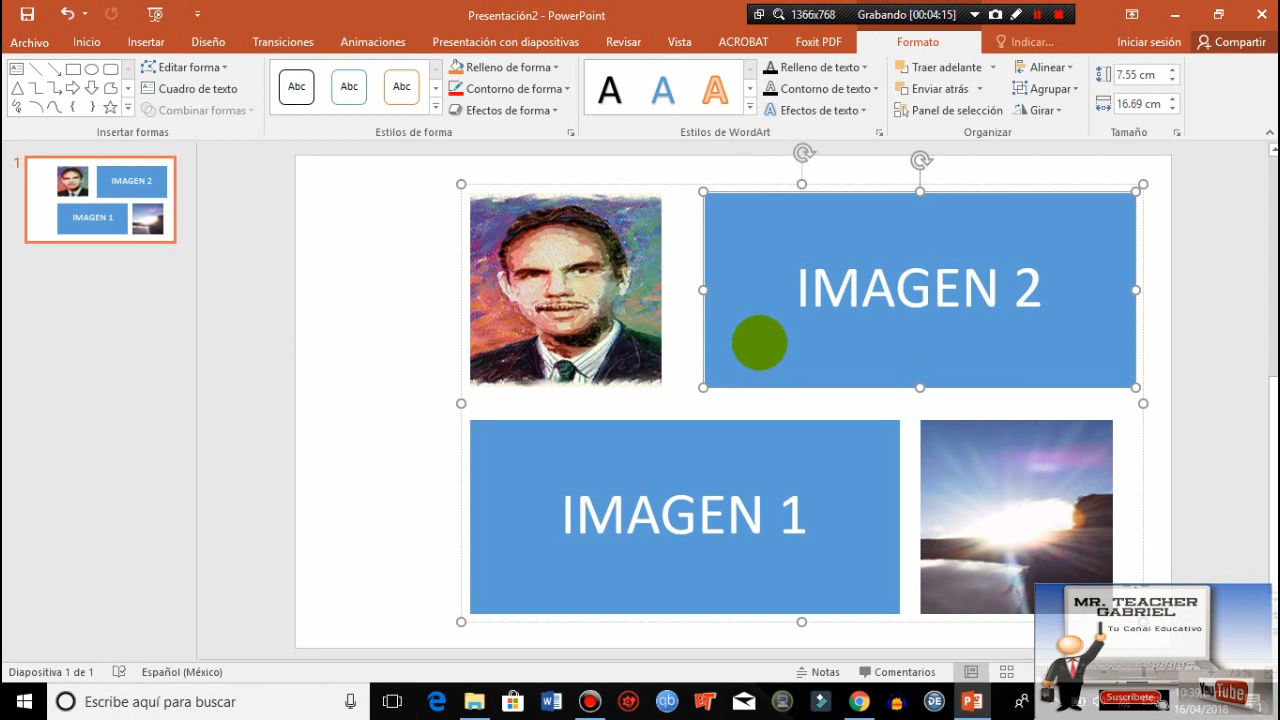 Presentación2 - PowerPoint
1366x768
Grabando [00:04:15]
Archivo Inicio Insertar Diseño Transiciones Animaciones Presentación con diapositivas Revisar Vista ACROBAT Foxit PDF Formato Indicar... Iniciar sesión Compartir
Editar forma
Cuadro de texto
Combinar formas
Insertar formas
Abc Abc Abc
Relleno de forma
Contorno de forma
Efectos de forma
Estilos de forma
A A A
Relleno de texto
Contorno de texto
Efectos de texto
Estilos de WordArt
Traer adelante
Enviar atrás
Panel de selección
Alinear
Agrupar
Girar
Organizar
7.55 cm
16.69 cm
Tamaño
1
IMAGEN 2
IMAGEN 1
IMAGEN 2
IMAGEN 1
MR. TEACHER
GABRIEL
Tu Canal Educativo
Suscríbete
YouTube
Diapositiva 1 de 1
Español (México)
Notas
Comentarios
Escribe aquí para buscar
16/04/2018